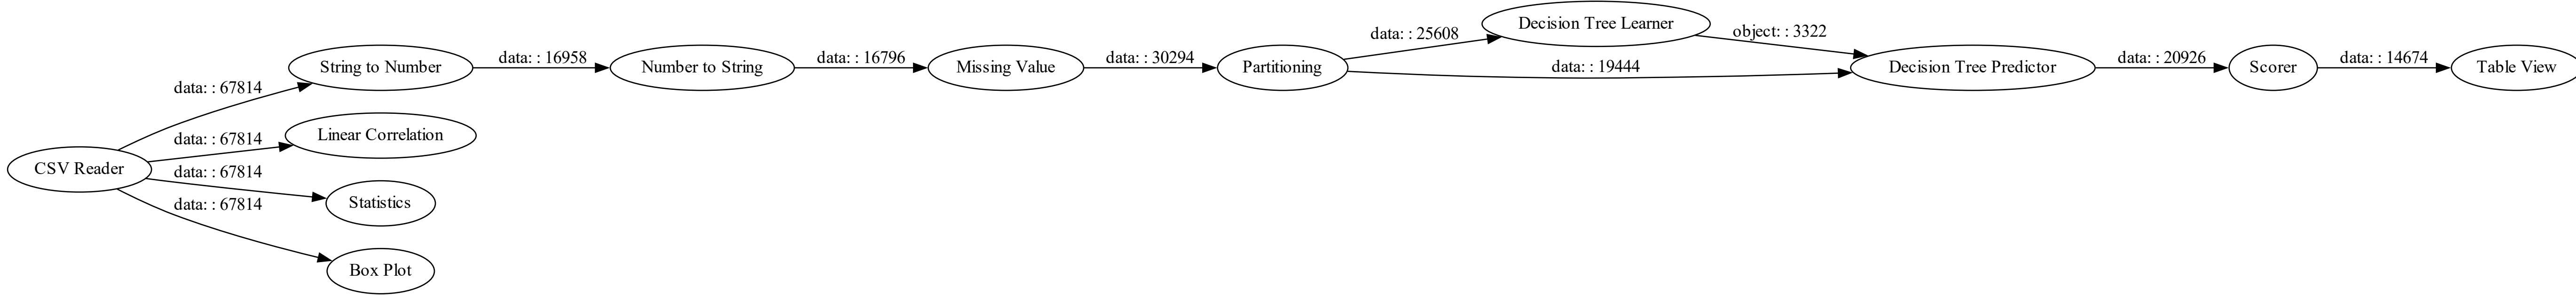 Decision Tree Learner
data: : 25608
object: : 3322
String to Number
data: : 16958
Number to String
data: : 16796
Missing Value
data: : 30294
Partitioning
data: : 19444
Decision Tree Predictor
data: : 20926
Scorer
data: : 14674
Table View
data: : 67814
data: : 67814
Linear Correlation
CSV Reader
data: : 67814
Statistics
data: : 67814
Box Plot